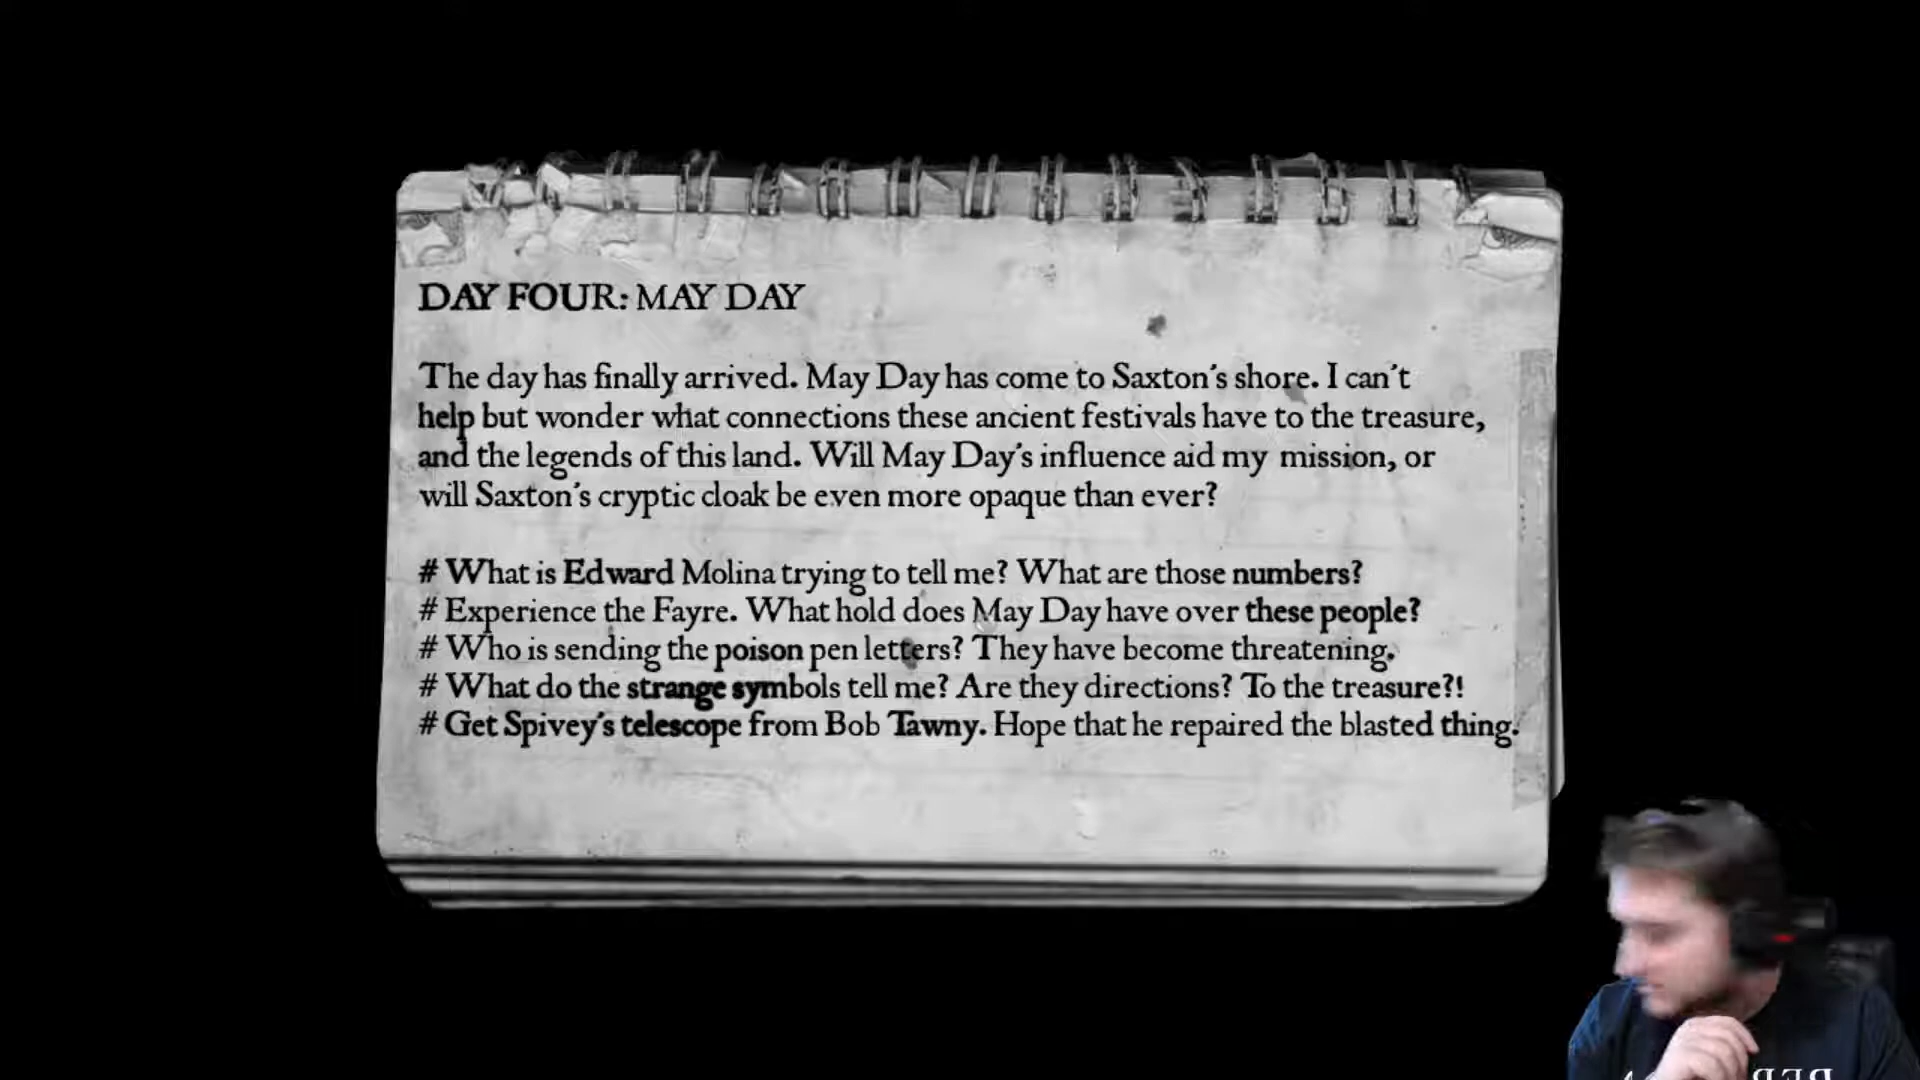 DAY FOUR: MAY DAY
The day has finally arrived. May Day has come to Saxton's shore. I can't
help but wonder what connections these ancient festivals have to the treasure,
and the legends of this land. Will May Day's influence aid my mission, or
will Saxton's cryptic cloak be even more opaque than ever?
# What is Edward Molina trying to tell me? What are those numbers?
# Experience the Fayre. What hold does May Day have over these people?
# Who is sending the poison pen letters? They have become threatening.
# What do the strange symbols tell me? Are they directions? To the treasure?!
# Get Spivey's telescope from Bob Tawny. Hope that he repaired the blasted thing.